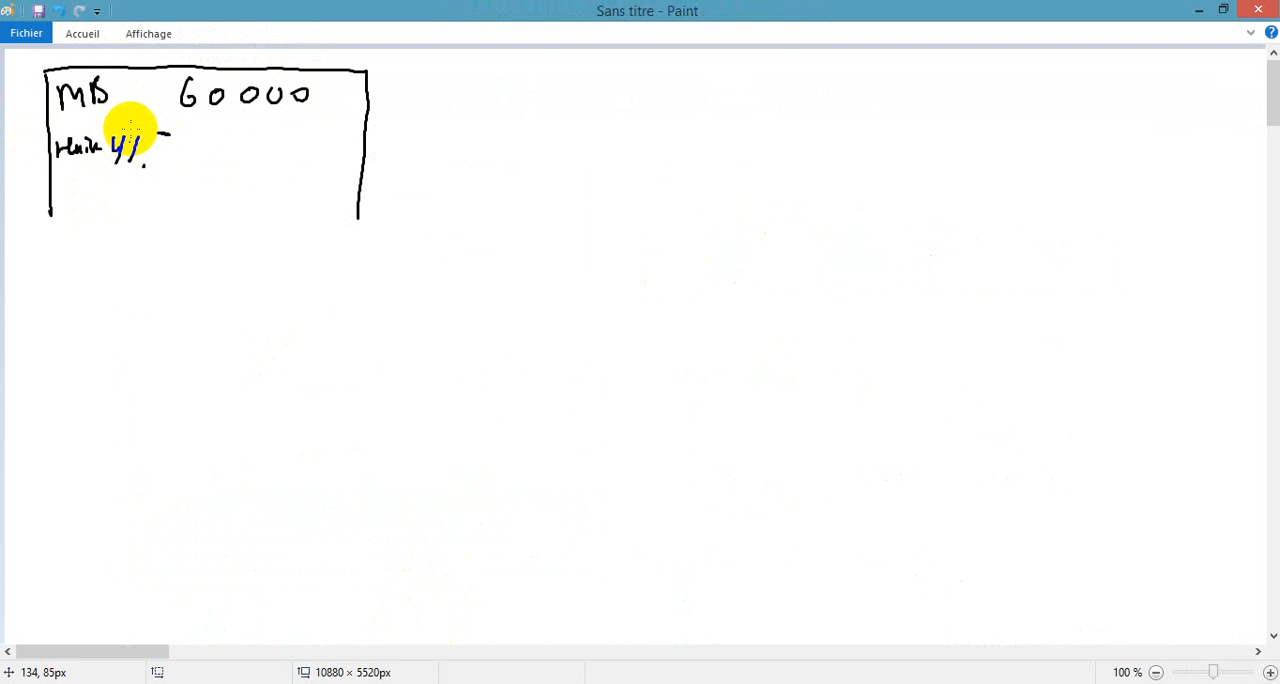 Sans titre - Paint
Fichier Accueil Affichage
MB 60000
4%
134, 85px 10880 × 5520px 100 %